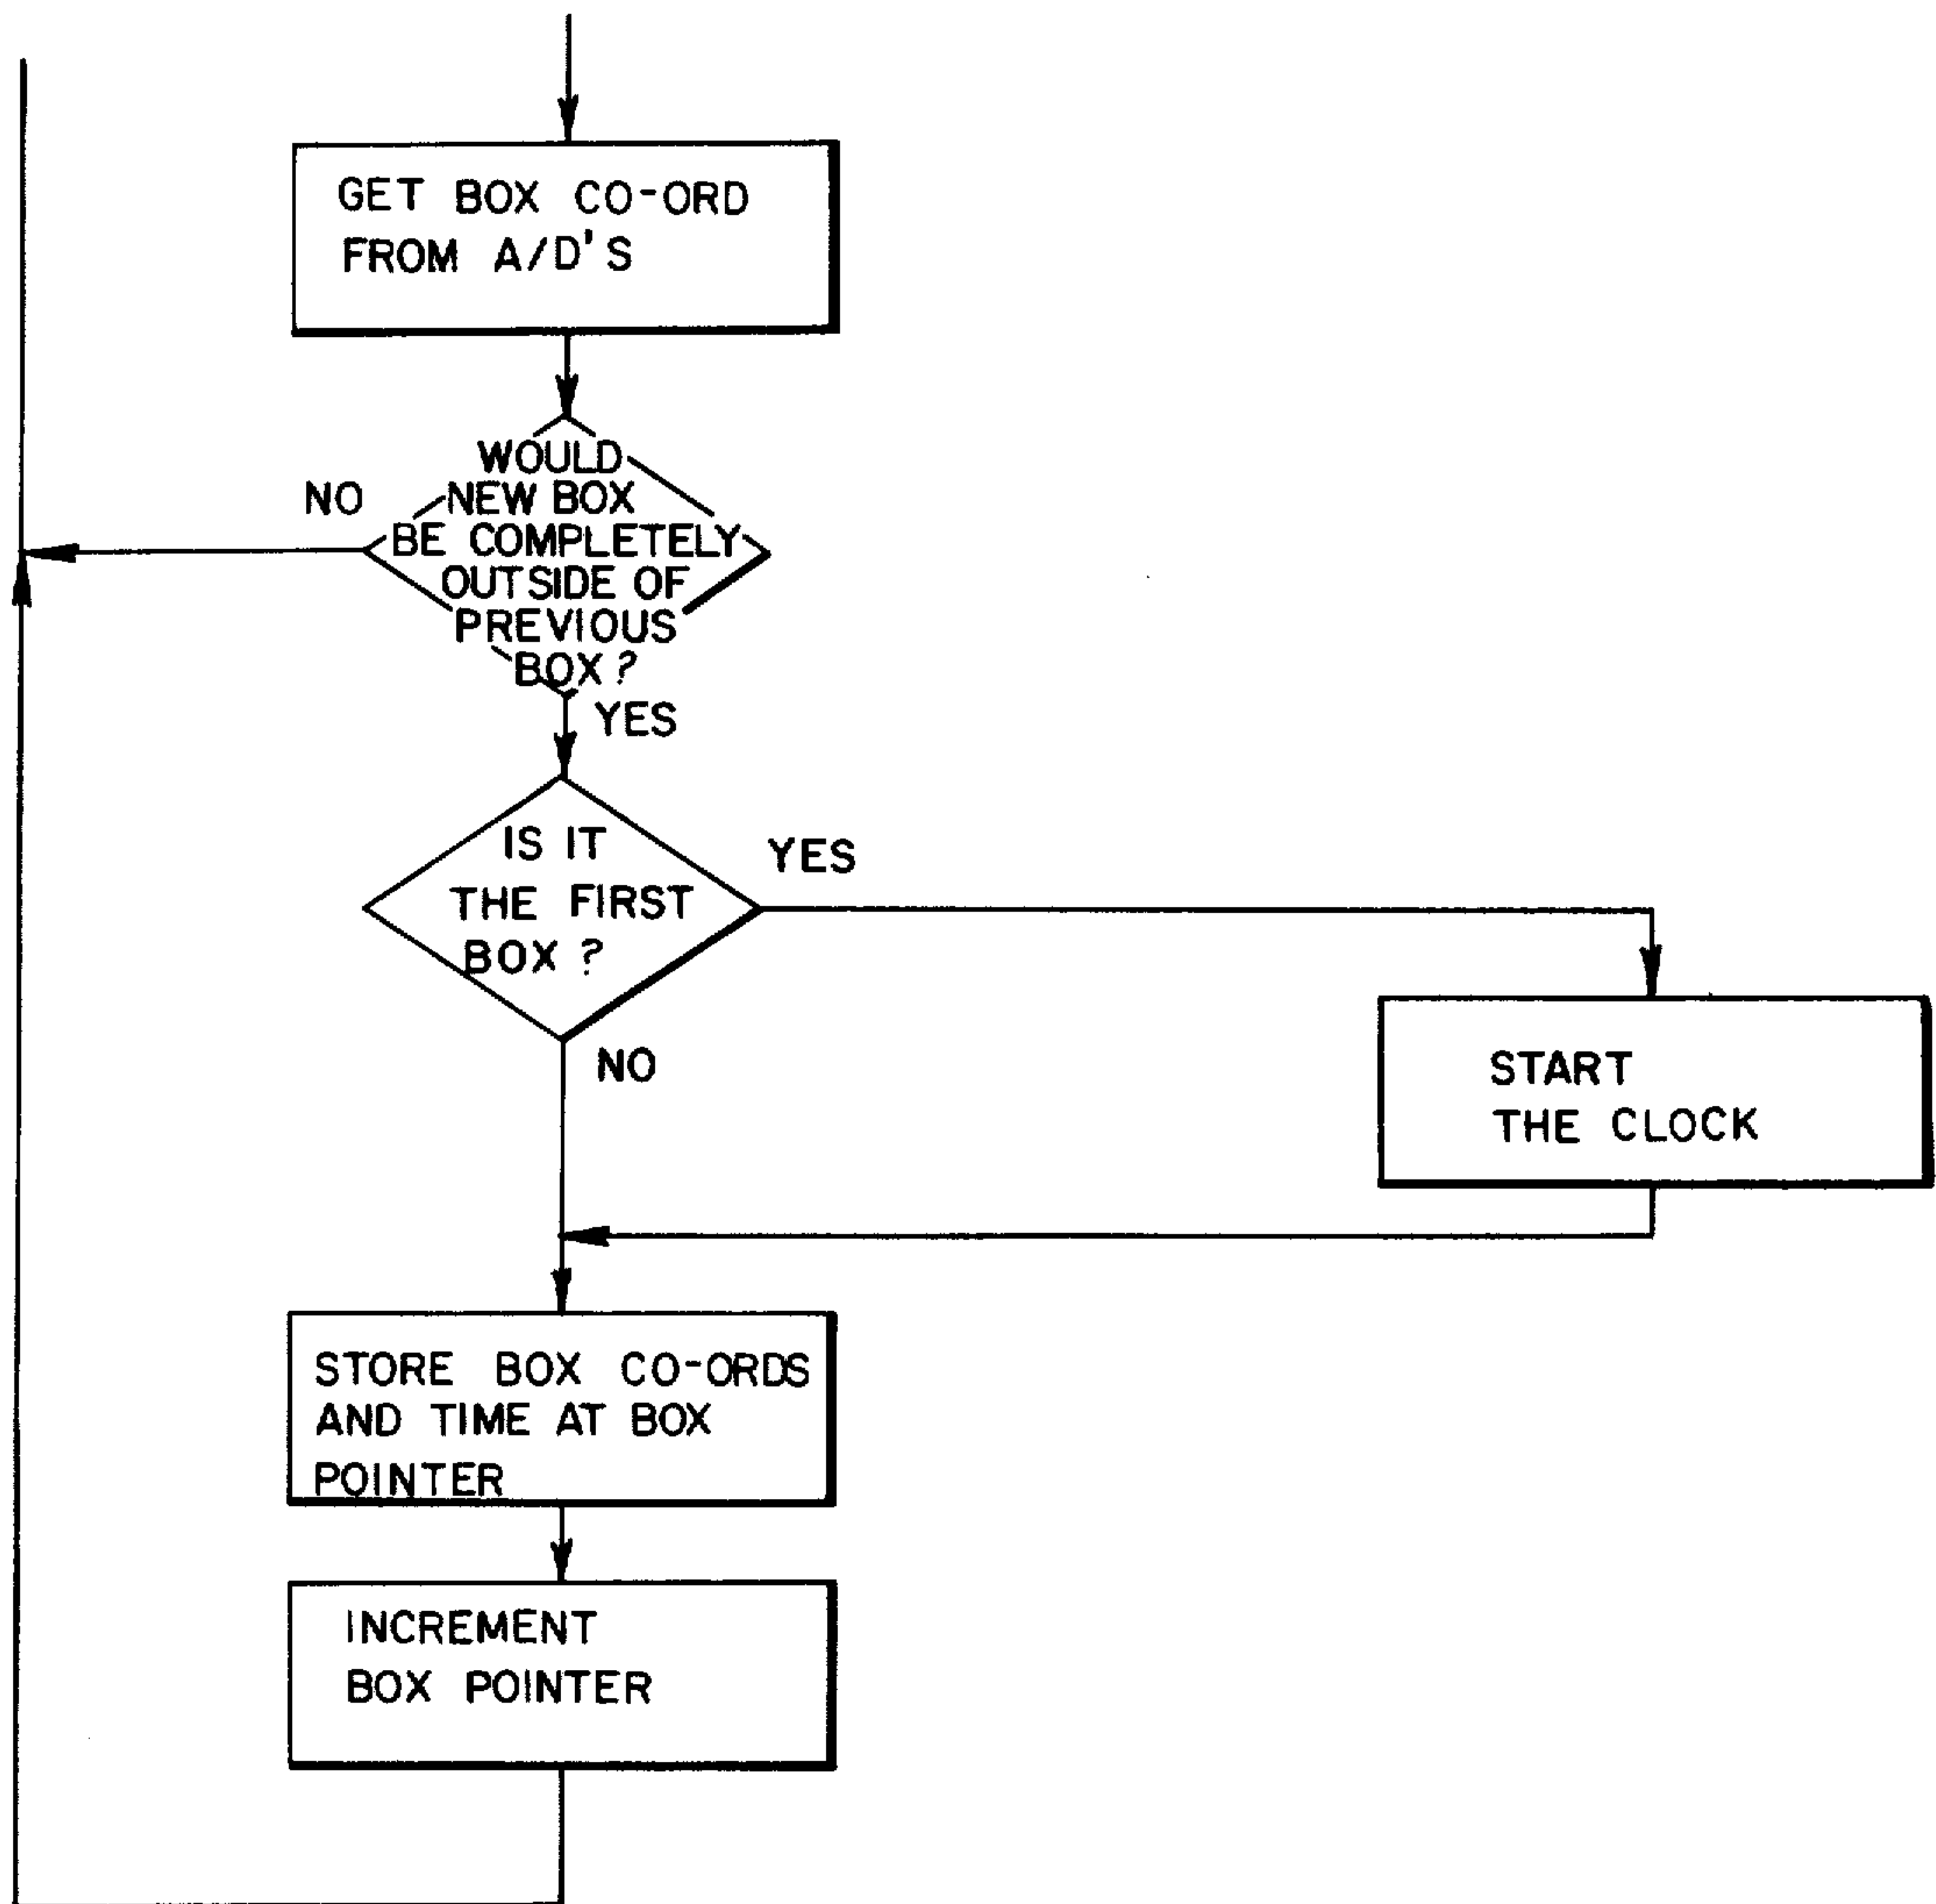 GET BOX CO-ORD
FROM A/D'S
WOULD
NEW BOX
BE COMPLETELY
OUTSIDE OF
PREVIOUS
BOX?
NO
YES
IS IT
THE FIRST
BOX?
YES
NO
START
THE CLOCK
STORE BOX CO-ORDS
AND TIME AT BOX
POINTER
INCREMENT
BOX POINTER